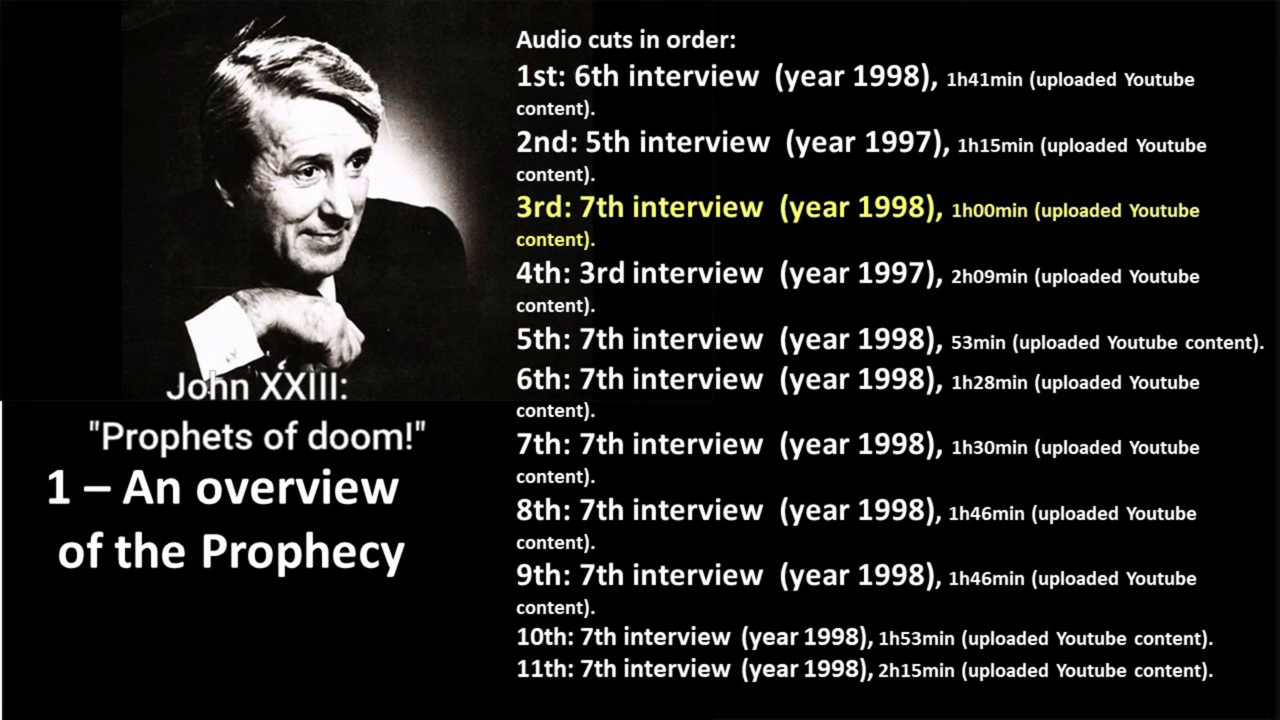 Audio cuts in order:
1st: 6th interview (year 1998), 1h41min (uploaded Youtube
content).
2nd: 5th interview (year 1997), 1h15min (uploaded Youtube
content).
3rd: 7th interview (year 1998), 1h00min (uploaded Youtube
content).
4th: 3rd interview (year 1997), 2h09min (uploaded Youtube
content).
5th: 7th interview (year 1998), 53min (uploaded Youtube content).
6th: 7th interview (year 1998), 1h28min (uploaded Youtube
content).
7th: 7th interview (year 1998), 1h30min (uploaded Youtube
content).
8th: 7th interview (year 1998), 1h46min (uploaded Youtube
content).
9th: 7th interview (year 1998), 1h46min (uploaded Youtube
content).
10th: 7th interview (year 1998), 1h53min (uploaded Youtube content).
11th: 7th interview (year 1998), 2h15min (uploaded Youtube content).
John XXIII:
"Prophets of doom!"
1 – An overview
of the Prophecy